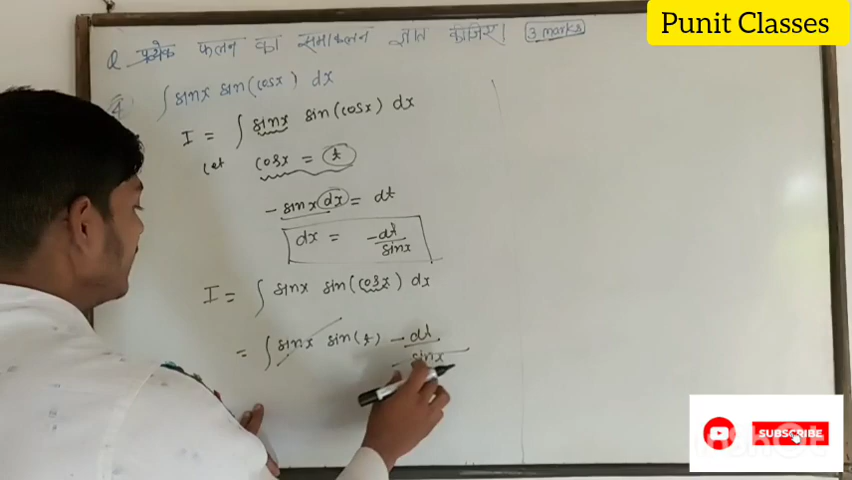 Punit Classes
Q प्रत्येक फलन का समाकलन ज्ञात कीजिए। 3 marks
4 ∫ sinx sin(cosx) dx
I = ∫ sinx sin(cosx) dx
Let cosx = t
- sinx dx = dt
dx = -dt/sinx
I = ∫ sinx sin(cosx) dx
= ∫ sinx sin(t) -dt/sinx
SUBSCRIBE